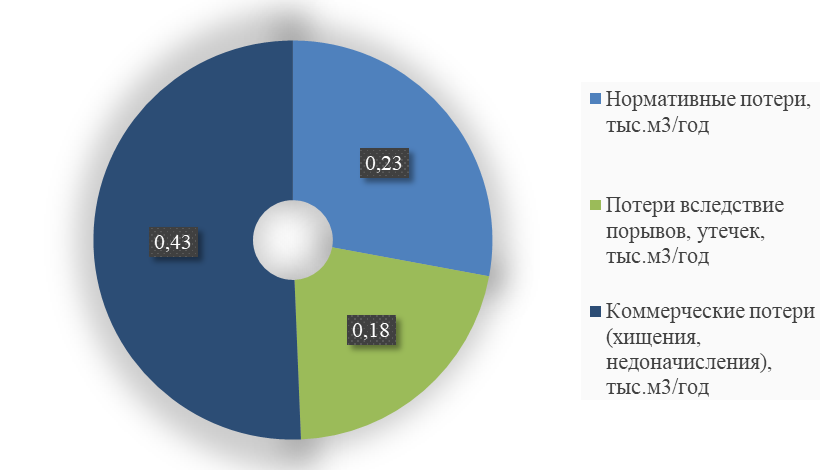 0,23
0,43
0,18
Нормативные потери,
тыс.м3/год
Потери вследствие
порывов, утечек,
тыс.м3/год
Коммерческие потери
(хищения,
недоначисления),
тыс.м3/год